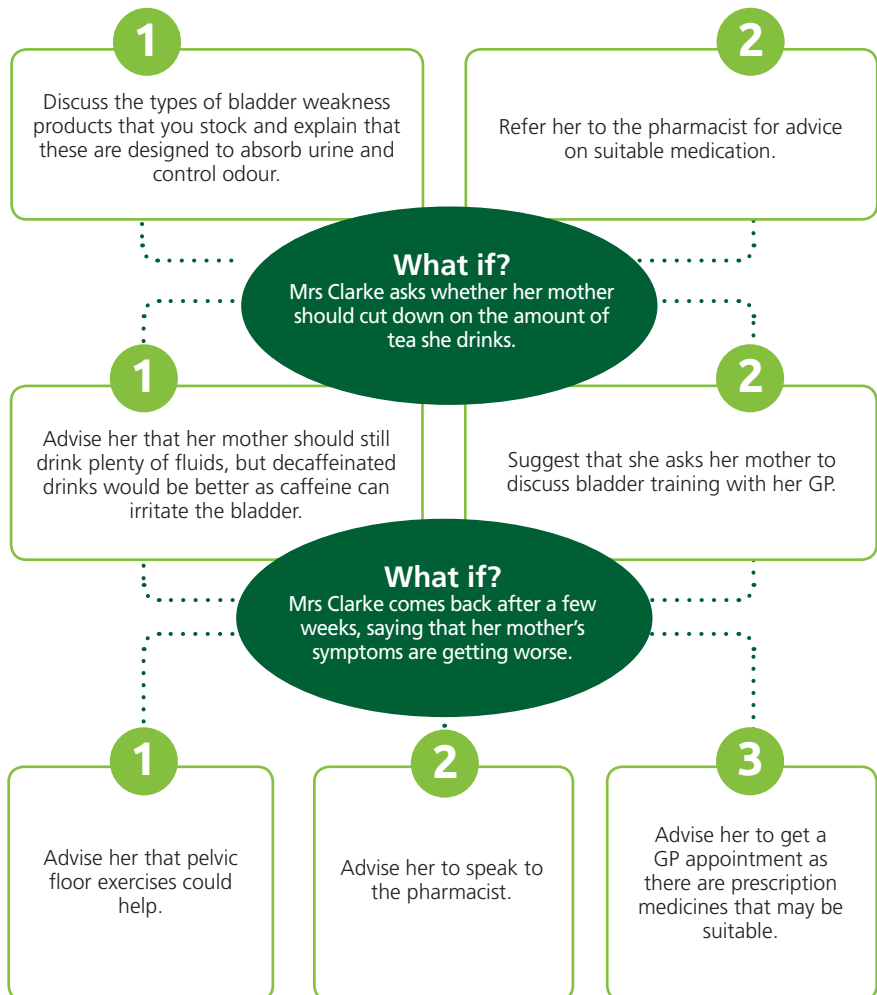 1
Discuss the types of bladder weakness
products that you stock and explain that
these are designed to absorb urine and
control odour.
2
Refer her to the pharmacist for advice
on suitable medication.
What if?
Mrs Clarke asks whether her mother
should cut down on the amount of
tea she drinks.
1
Advise her that her mother should still
drink plenty of fluids, but decaffeinated
drinks would be better as caffeine can
irritate the bladder.
2
Suggest that she asks her mother to
discuss bladder training with her GP.
What if?
Mrs Clarke comes back after a few
weeks, saying that her mother’s
symptoms are getting worse.
1
Advise her that pelvic
floor exercises could
help.
2
Advise her to speak to
the pharmacist.
3
Advise her to get a
GP appointment as
there are prescription
medicines that may be
suitable.